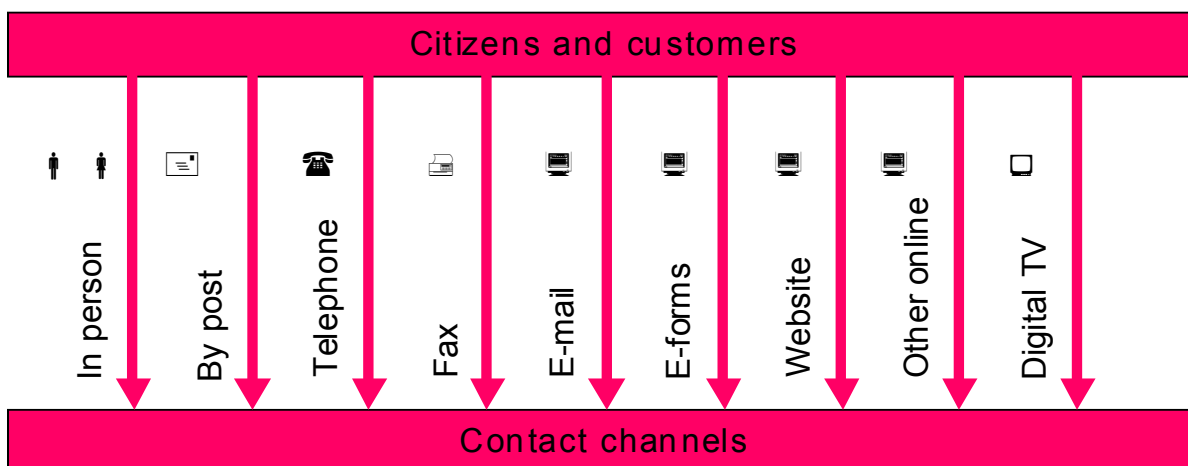 Citizens and customers
In person
By post
Telephone
Fax
E-mail
E-forms
Website
Other online
Digital TV
Contact channels